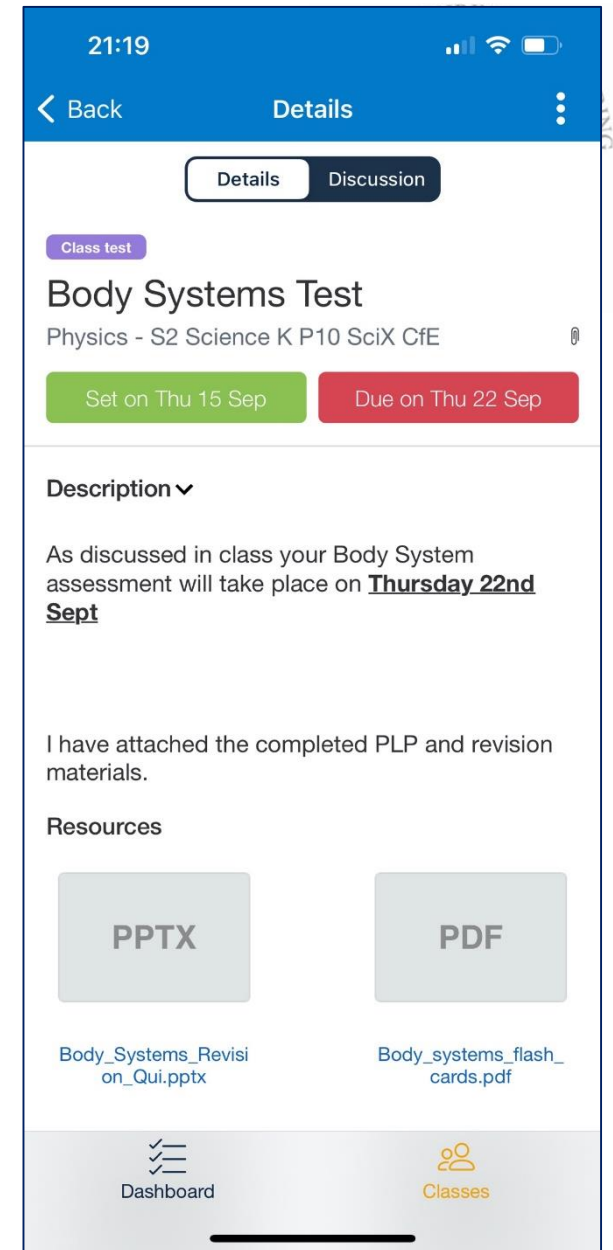 21:19
Back
Details
Details
Discussion
Class test
Body Systems Test
Physics - S2 Science K P10 SciX CfE
Set on Thu 15 Sep
Due on Thu 22 Sep
Description
As discussed in class your Body System
assessment will take place on Thursday 22nd
Sept
I have attached the completed PLP and revision
materials.
Resources
PPTX
PDF
Body_Systems_Revisi
on_Qui.pptx
Body_systems_flash_
cards.pdf
Dashboard
Classes